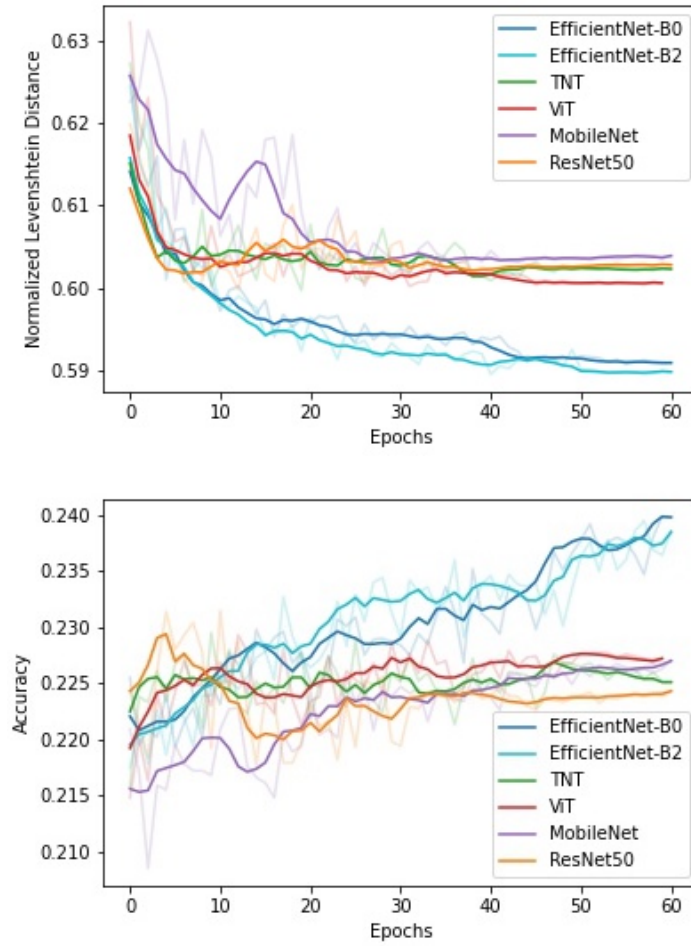 Normalized Levenshtein Distance
0.63
0.62
0.61
0.60
0.59
EfficientNet-B0
EfficientNet-B2
TNT
ViT
MobileNet
ResNet50
0 10 20 30 40 50 60
Epochs
Accuracy
0.240
0.235
0.230
0.225
0.220
0.215
0.210
EfficientNet-B0
EfficientNet-B2
TNT
ViT
MobileNet
ResNet50
0 10 20 30 40 50 60
Epochs